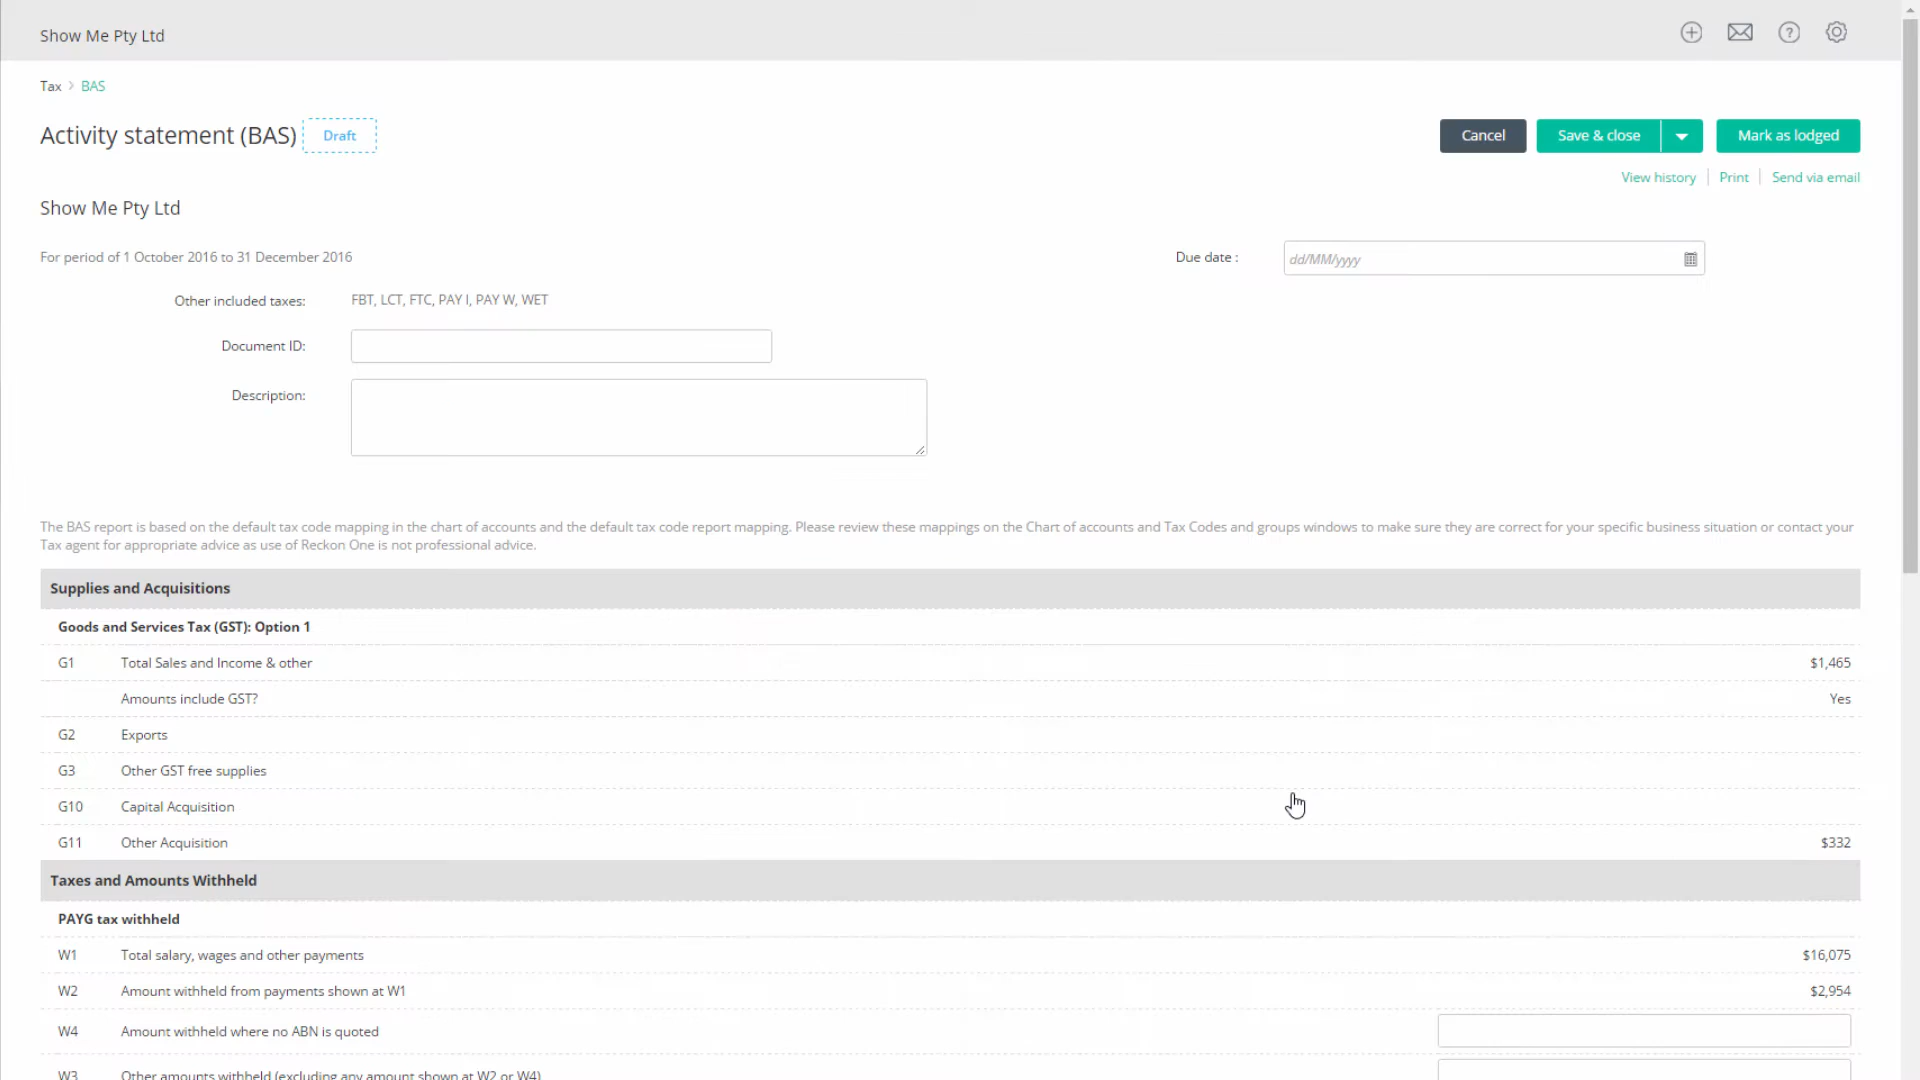 Show Me Pty Ltd
Tax > BAS
Activity statement (BAS) Draft
Cancel Save & close Mark as lodged
View history Print Send via email
Show Me Pty Ltd
For period of 1 October 2016 to 31 December 2016
Due date : dd/MM/yyyy
Other included taxes: FBT, LCT, FTC, PAY I, PAY W, WET
Document ID:
Description:
The BAS report is based on the default tax code mapping in the chart of accounts and the default tax code report mapping. Please review these mappings on the Chart of accounts and Tax Codes and groups windows to make sure they are correct for your specific business situation or contact your
Tax agent for appropriate advice as use of Reckon One is not professional advice.
Supplies and Acquisitions
Goods and Services Tax (GST): Option 1
G1 Total Sales and Income & other $1,465
Amounts include GST? Yes
G2 Exports
G3 Other GST free supplies
G10 Capital Acquisition
G11 Other Acquisition $332
Taxes and Amounts Withheld
PAYG tax withheld
W1 Total salary, wages and other payments $16,075
W2 Amount withheld from payments shown at W1 $2,954
W4 Amount withheld where no ABN is quoted
W3 Other amounts withheld (excluding any amount shown at W2 or W4)